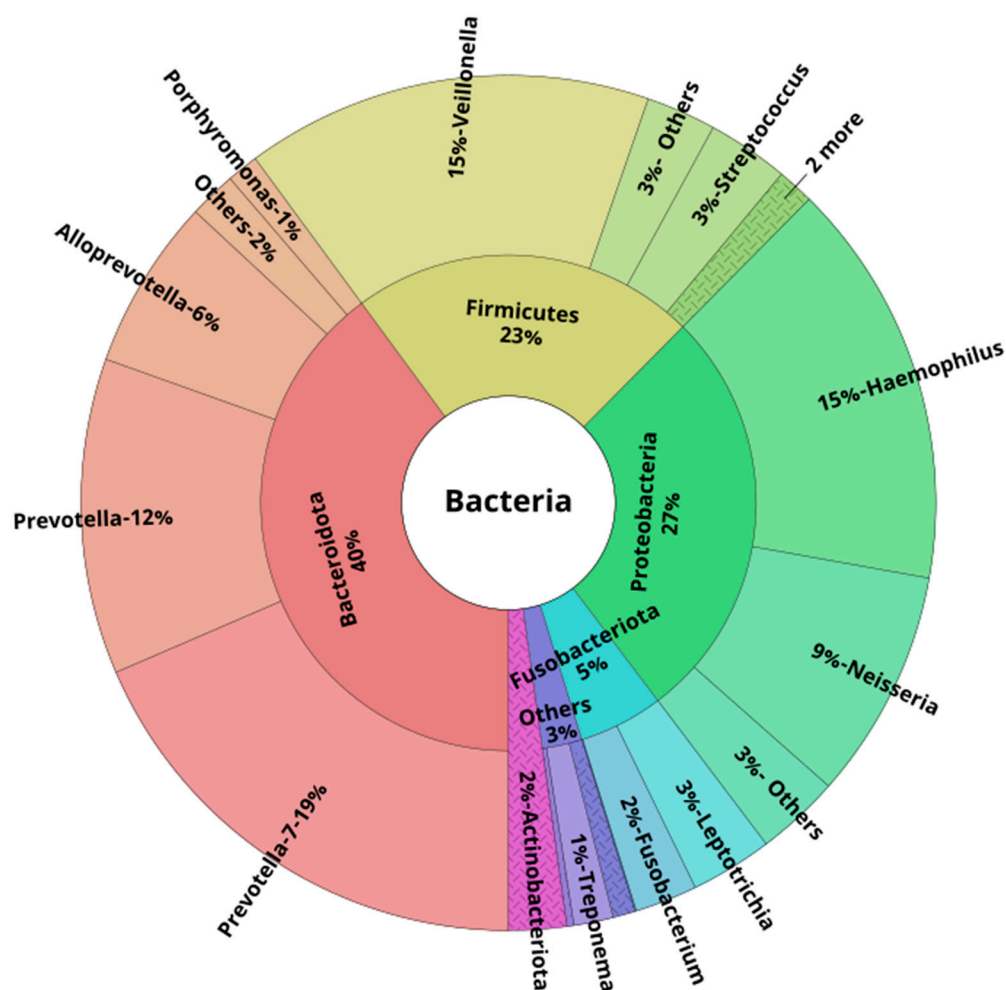 Bacteria
Firmicutes
23%
Proteobacteria
27%
Fusobacteriota
5%
Others
3%
Bacteroidota
40%
15%-Veillonella
3%- Others
3%-Streptococcus
2 more
15%-Haemophilus
9%-Neisseria
3%- Others
3%-Leptotrichia
2%-Fusobacterium
1%-Treponema
2%-Actinobacteriota
Prevotella-7-19%
Prevotella-12%
Alloprevotella-6%
Others-2%
Porphyromonas-1%